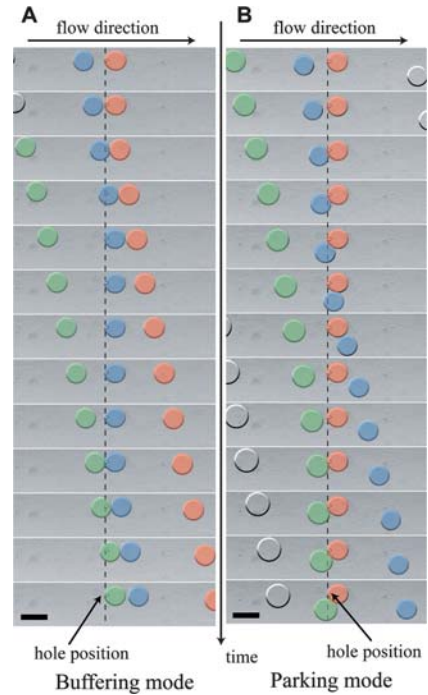 A
B
flow direction
flow direction
hole position
time
hole position
Buffering mode
Parking mode